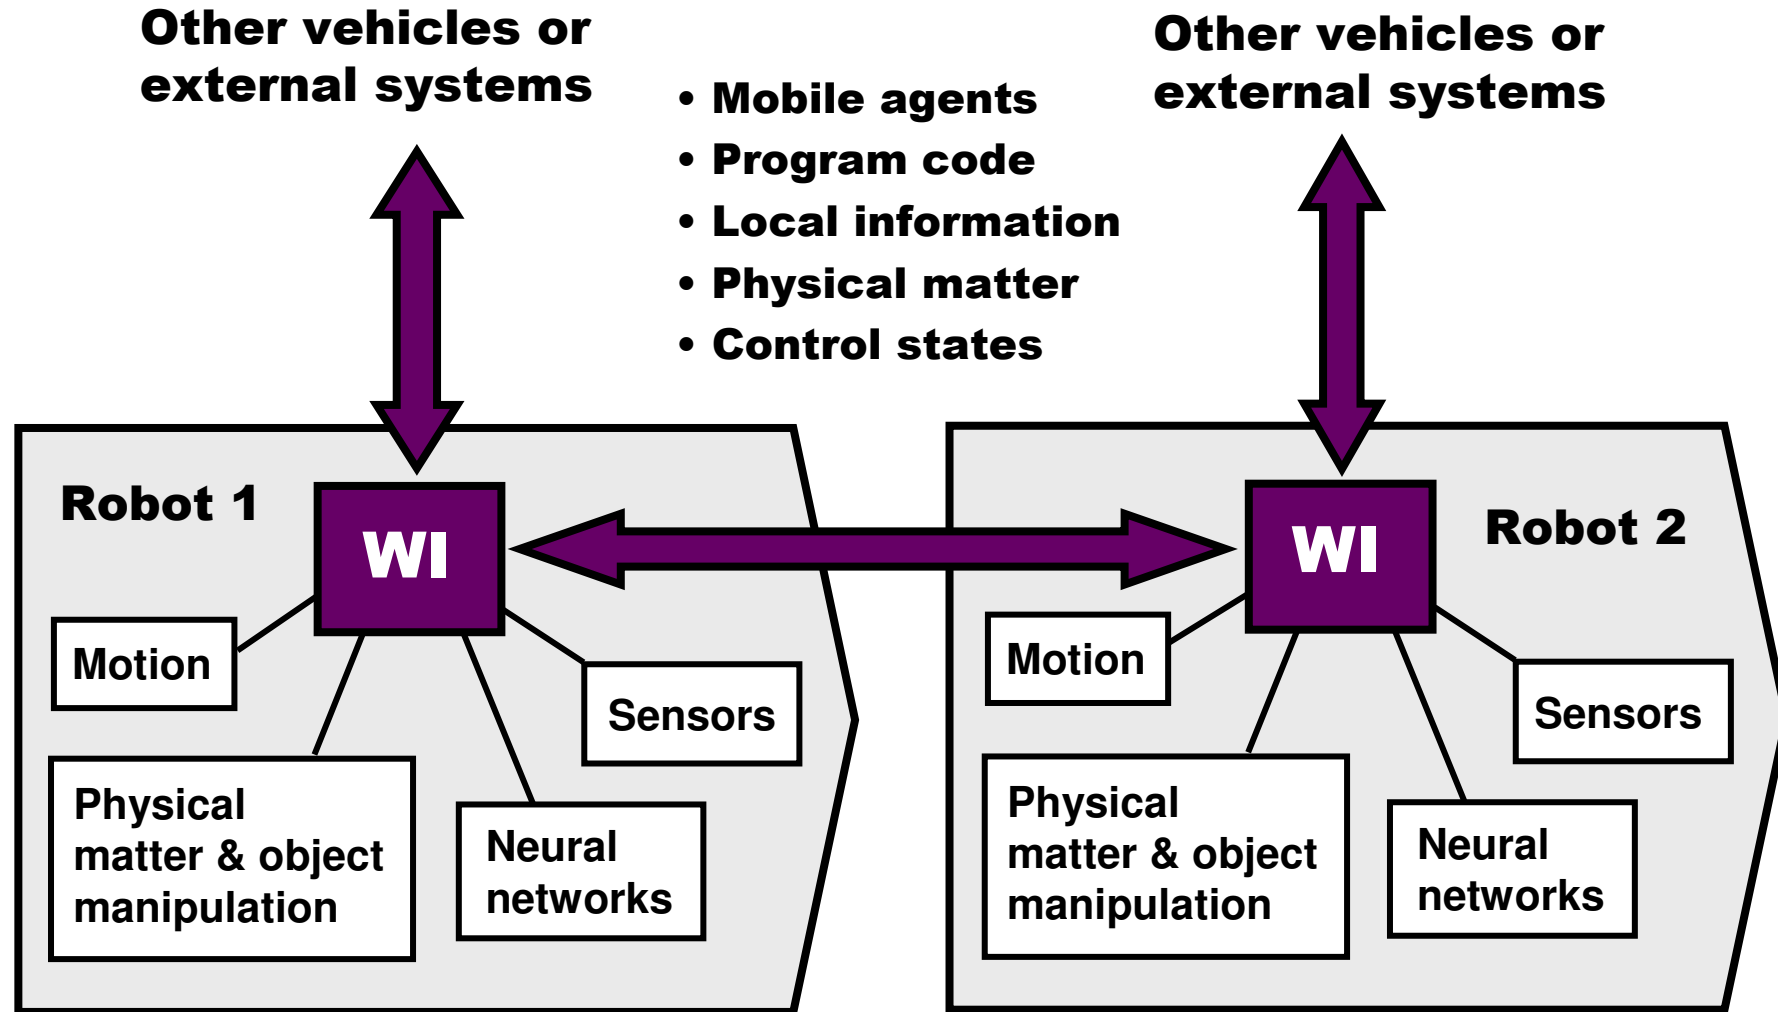 Other vehicles or
external systems
• Mobile agents
• Program code
• Local information
• Physical matter
• Control states
Other vehicles or
external systems
Robot 1
WI
Motion
Sensors
Physical
matter & object
manipulation
Neural
networks
WI
Robot 2
Motion
Sensors
Physical
matter & object
manipulation
Neural
networks